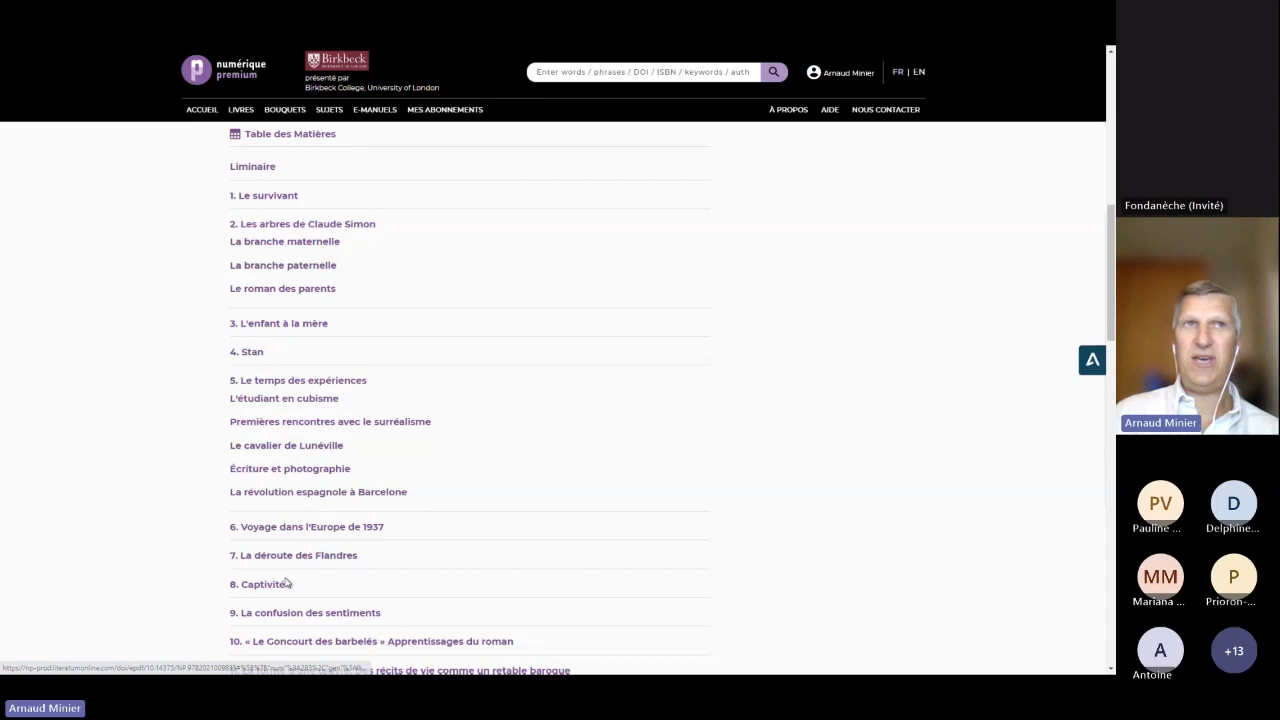 numérique
premium
Birkbeck
présenté par
Birkbeck College, University of London
Enter words / phrases / DOI / ISBN / keywords / auth
Arnaud Minier
FR | EN
ACCUEIL LIVRES BOUQUETS SUJETS E-MANUELS MES ABONNEMENTS
À PROPOS AIDE NOUS CONTACTER
Table des Matières
Liminaire
1. Le survivant
2. Les arbres de Claude Simon
La branche maternelle
La branche paternelle
Le roman des parents
3. L'enfant à la mère
4. Stan
5. Le temps des expériences
L'étudiant en cubisme
Premières rencontres avec le surréalisme
Le cavalier de Lunéville
Écriture et photographie
La révolution espagnole à Barcelone
6. Voyage dans l'Europe de 1937
7. La déroute des Flandres
8. Captivité
9. La confusion des sentiments
10. « Le Goncourt des barbelés » Apprentissages du roman
récits de vie comme un retable baroque
Fondanèche (Invité)
Arnaud Minier
PV
D
Pauline ...
Delphine...
MM
P
Mariana ...
Prioron-...
A
+13
Antoine
Arnaud Minier